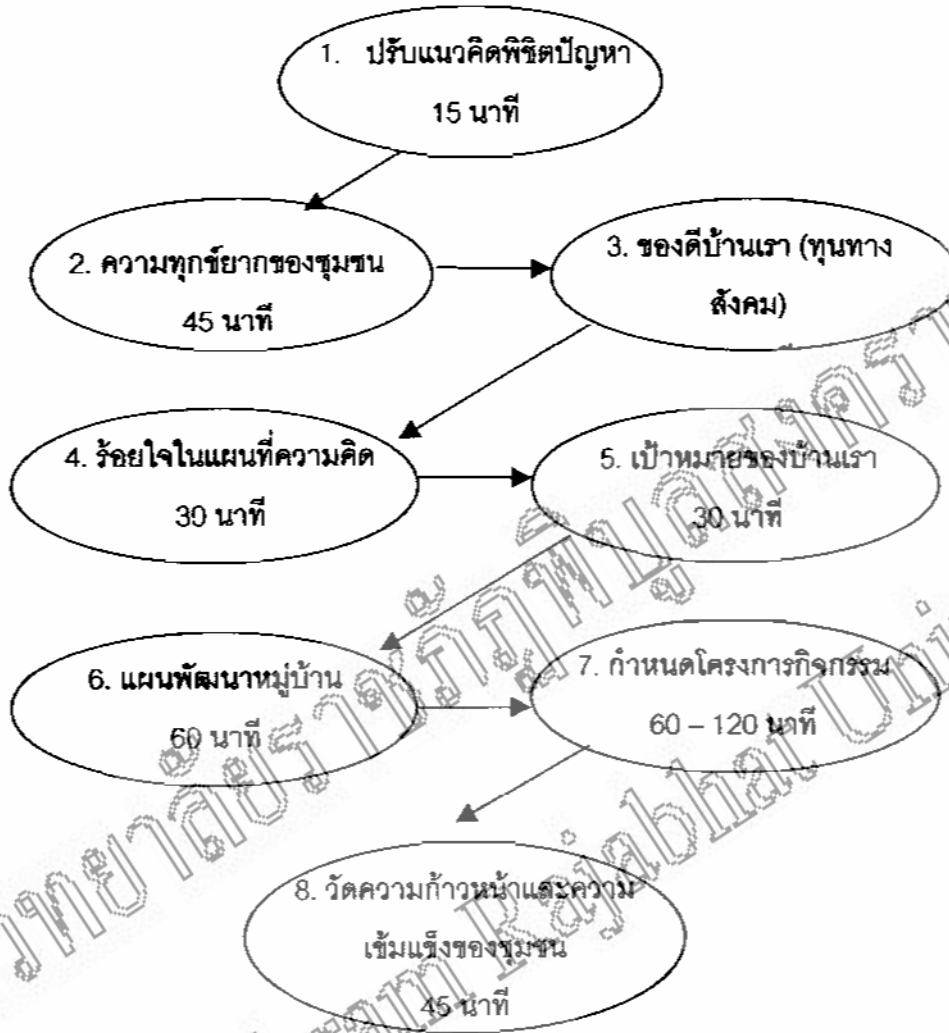 1. ปรับแนวคิดพิชิตปัญหา
15 นาที
2. ความทุกข์ยากของชุมชน
45 นาที
3. ของดีบ้านเรา (ทุนทาง
สังคม)
4. ร้อยใจในแผนที่ความคิด
30 นาที
5. เป้าหมายของบ้านเรา
30 นาที
6. แผนพัฒนาหมู่บ้าน
60 นาที
7. กำหนดโครงการกิจกรรม
60 – 120 นาที
8. วัดความก้าวหน้าและความ
เข้มแข็งของชุมชน
45 นาที
Rajabhat